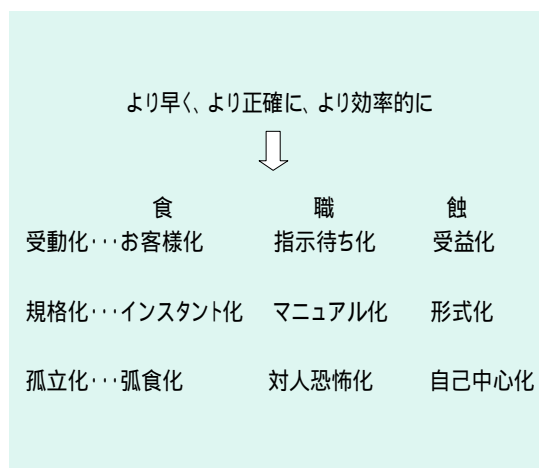 より早く、より正確に、より効率的に
食 職 蝕
受動化・・・お客様化 指示待ち化 受益化
規格化・・・インスタント化 マニュアル化 形式化
孤立化・・・弧食化 対人恐怖化 自己中心化